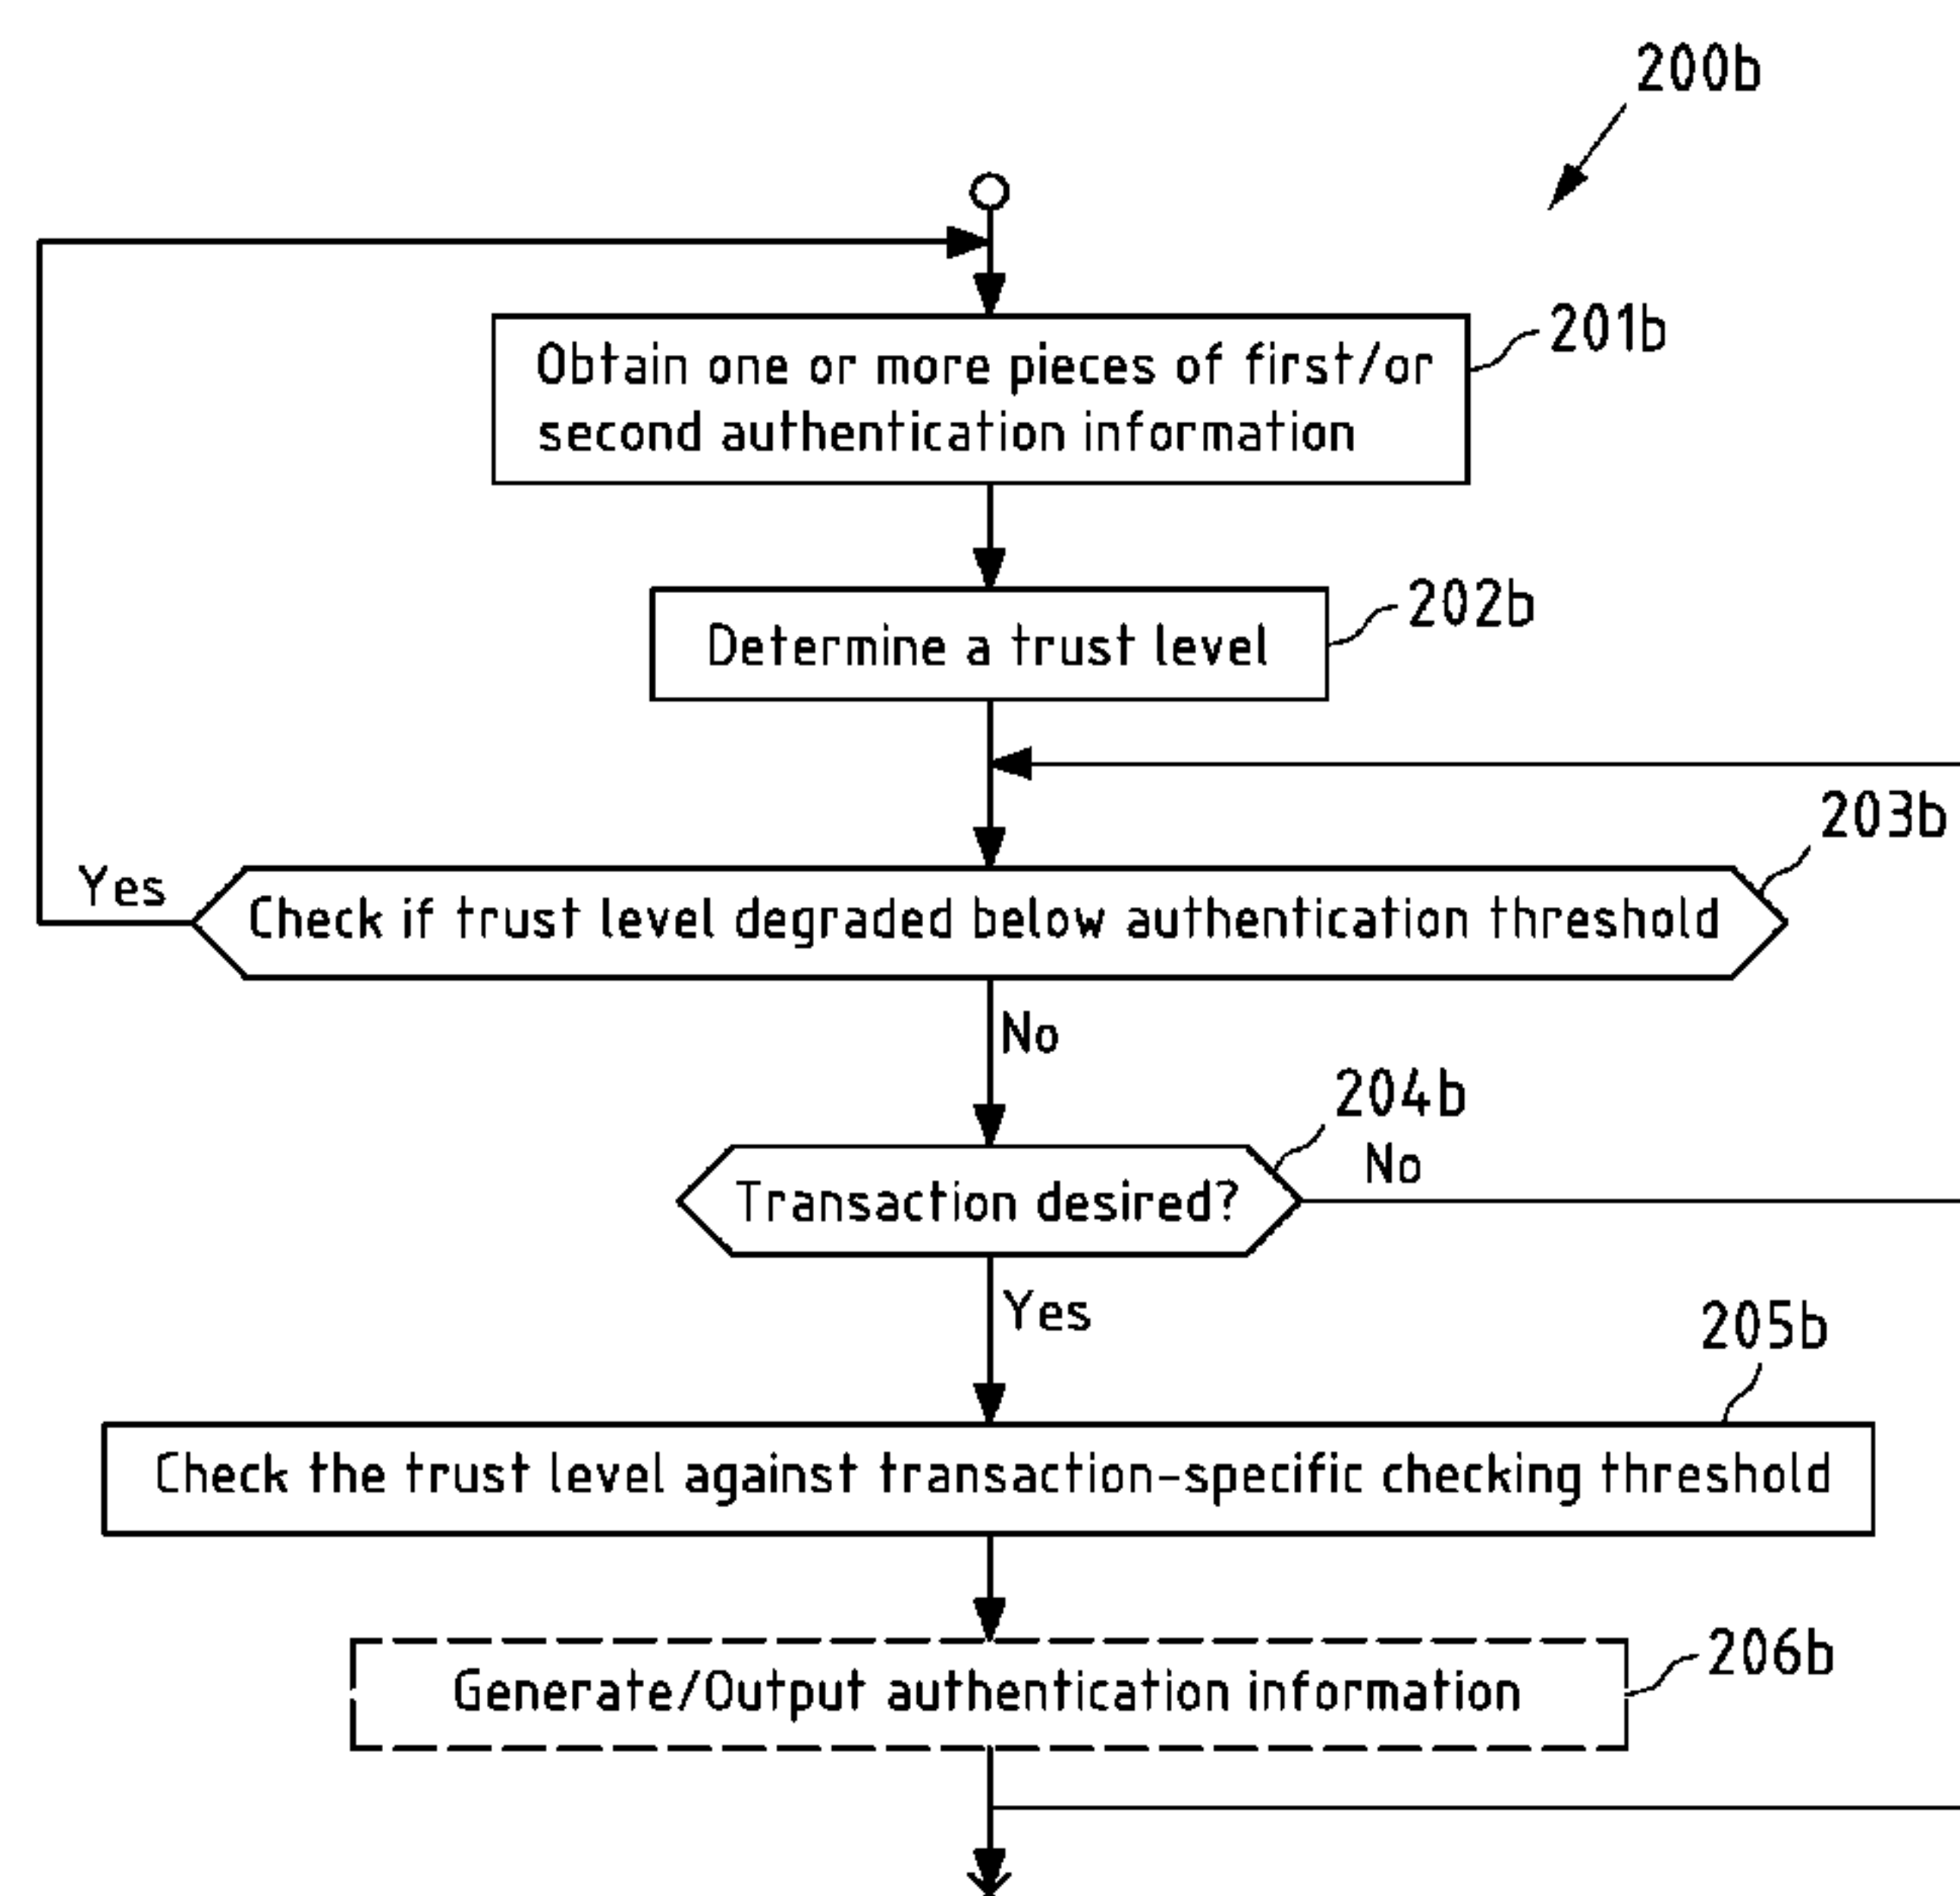 200b
Obtain one or more pieces of first/or
second authentication information
201b
Determine a trust level
202b
203b
Yes
Check if trust level degraded below authentication threshold
No
204b
No
Transaction desired?
Yes
205b
Check the trust level against transaction-specific checking threshold
206b
Generate/Output authentication information